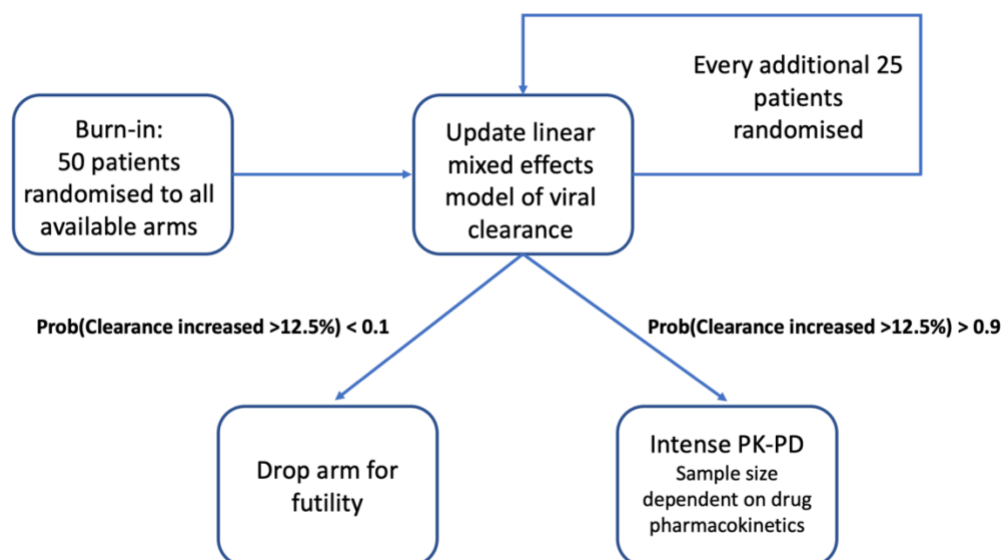 Burn-in:
50 patients
randomised to all
available arms
Update linear
mixed effects
model of viral
clearance
Every additional 25
patients
randomised
Prob(Clearance increased >12.5%) < 0.1
Prob(Clearance increased >12.5%) > 0.9
Drop arm for
futility
Intense PK-PD
Sample size
dependent on drug
pharmacokinetics